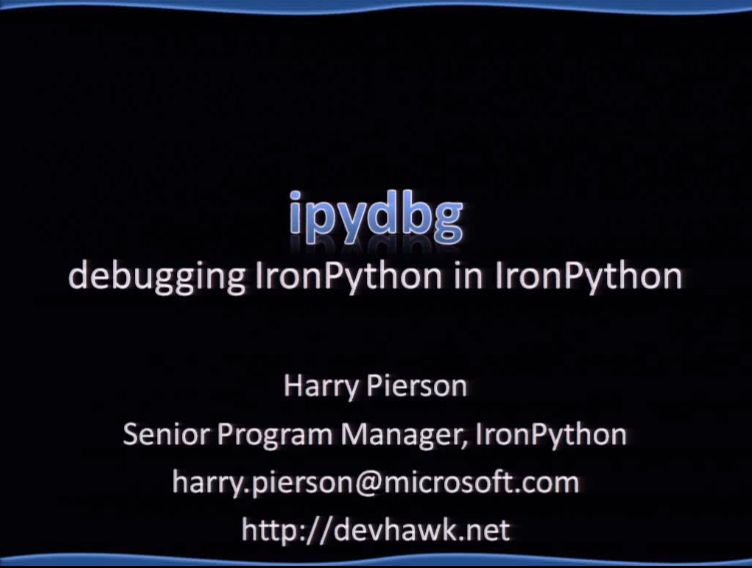 ipydbg
debugging IronPython in IronPython
Harry Pierson
Senior Program Manager, IronPython
harry.pierson@microsoft.com
http://devhawk.net